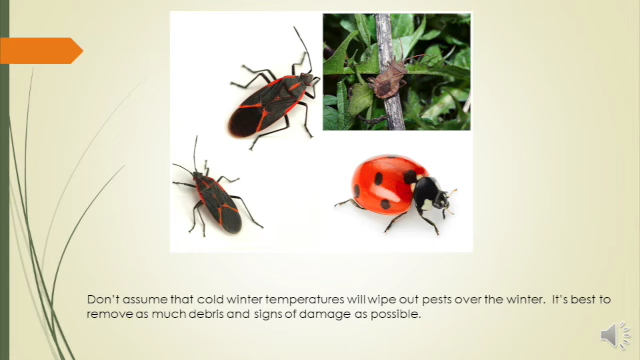 Don't assume that cold winter temperatures will wipe out pests over the winter.  It's best to
remove as much debris and signs of damage as possible.